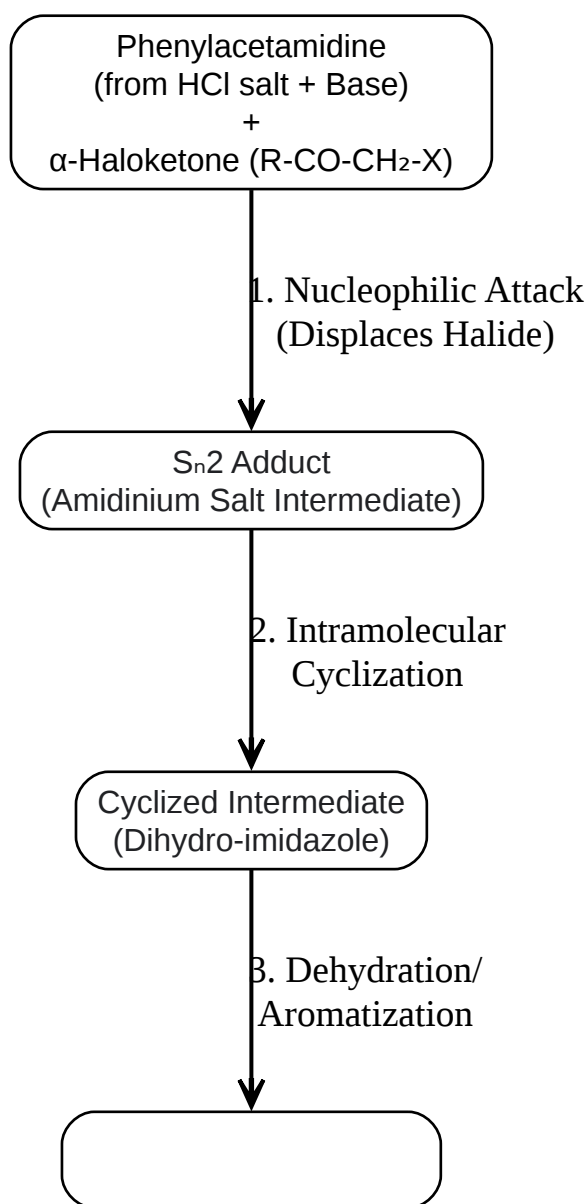 Phenylacetamidine
(from HCl salt + Base)
+
α-Haloketone (R-CO-CH₂-X)
1. Nucleophilic Attack
(Displaces Halide)
Sₙ2 Adduct
(Amidinium Salt Intermediate)
2. Intramolecular
Cyclization
Cyclized Intermediate
(Dihydro-imidazole)
3. Dehydration/
Aromatization